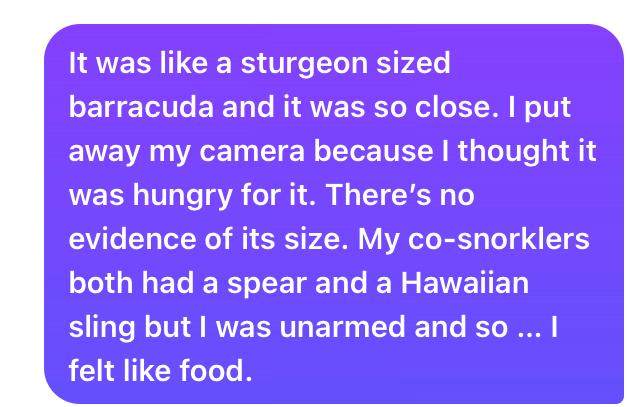 It was like a sturgeon sized
barracuda and it was so close. I put
away my camera because I thought it
was hungry for it. There’s no
evidence of its size. My co-snorklers
both had a spear and a Hawaiian
sling but I was unarmed and so ... I
felt like food.